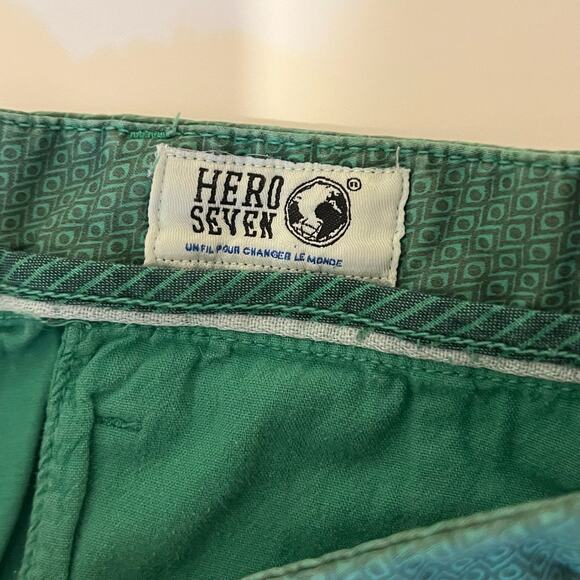 HERO
SEVEN
UN FIL POUR CHANGER LE MONDE